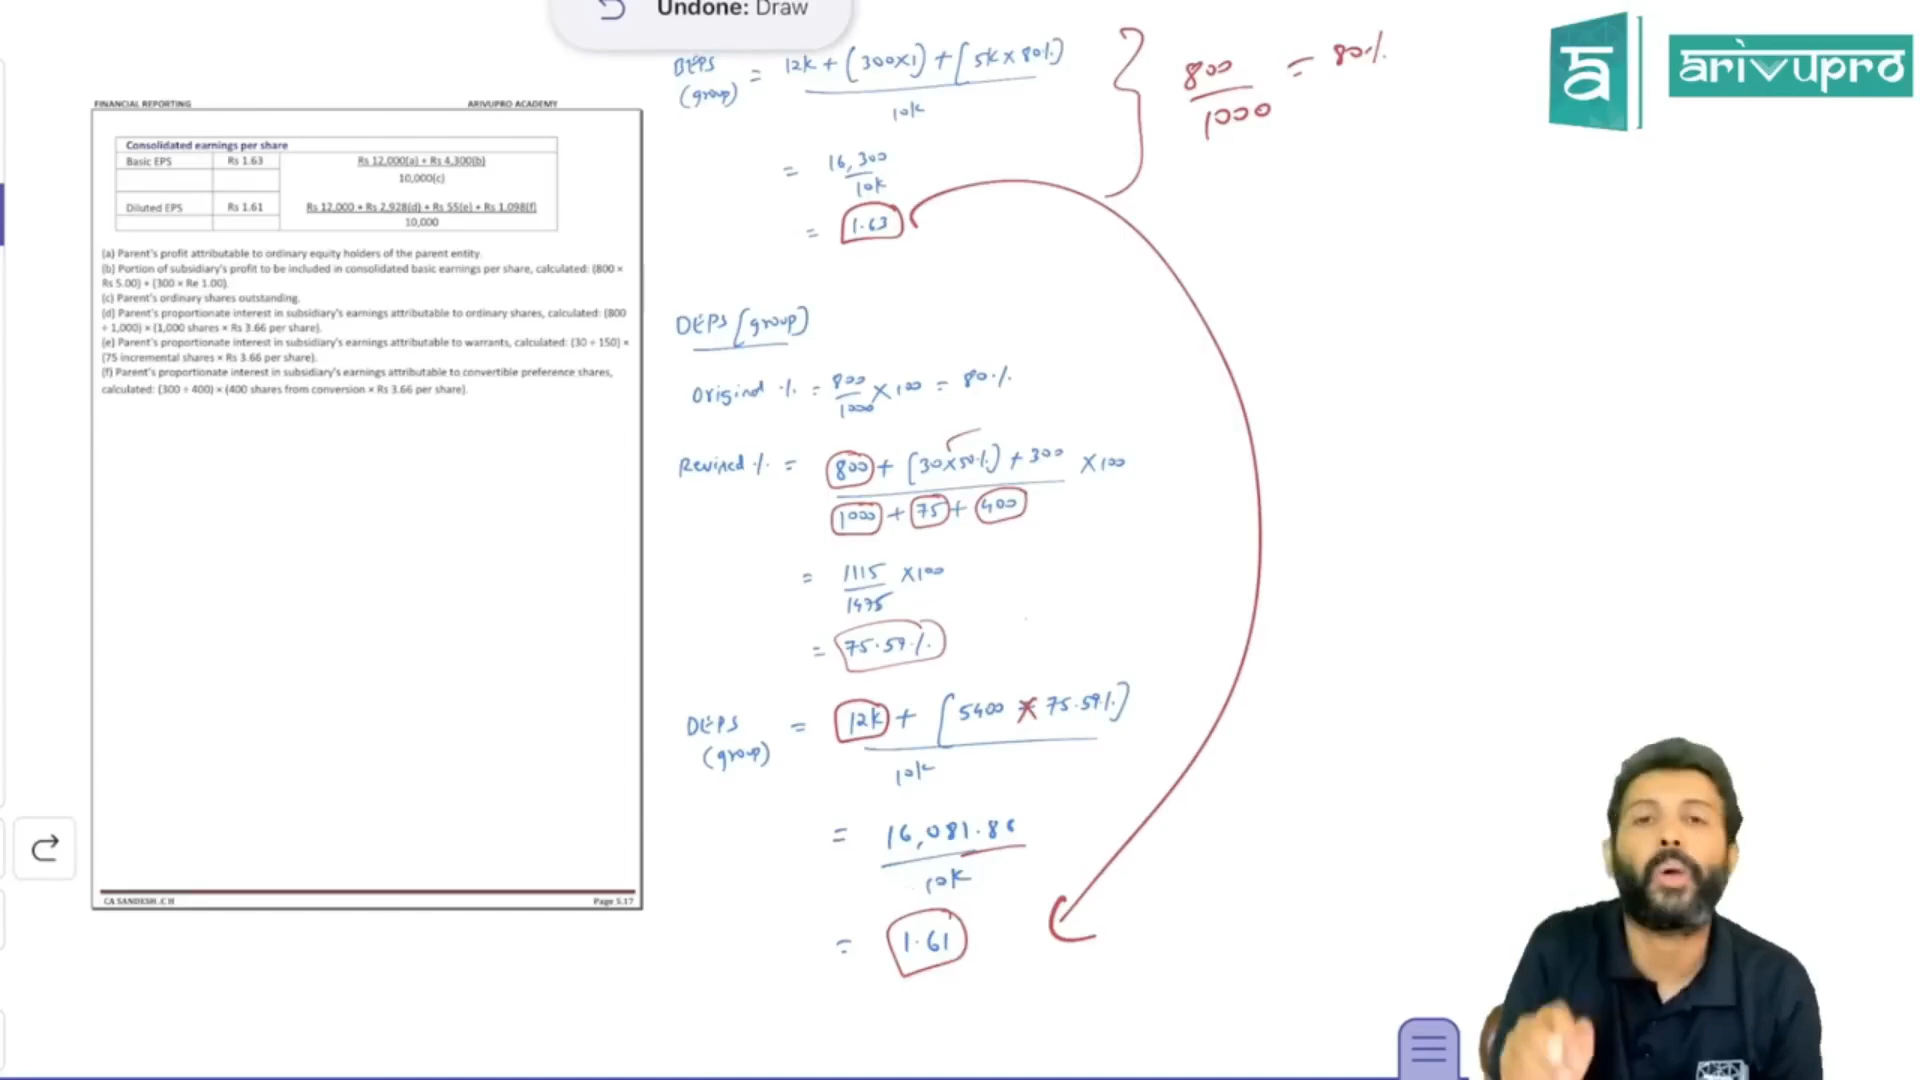 Undone: Draw
arivupro
FINANCIAL REPORTING ARIVUPRO ACADEMY
Consolidated earnings per share
Basic EPS Rs 1.63 Rs 12,000(a) + Rs 4,300(b)
10,000(c)
Diluted EPS Rs 1.61 Rs 12,000 + Rs 2,928(d) + Rs 55(e) + Rs 1,098(f)
10,000
(a) Parent's profit attributable to ordinary equity holders of the parent entity.
(b) Portion of subsidiary's profit to be included in consolidated basic earnings per share, calculated: (800 ×
Rs 5.00) + (300 × Re 1.00).
(c) Parent's ordinary shares outstanding.
(d) Parent's proportionate interest in subsidiary's earnings attributable to ordinary shares, calculated: (800
÷ 1,000) × (1,000 shares × Rs 3.66 per share).
(e) Parent's proportionate interest in subsidiary's earnings attributable to warrants, calculated: (30 ÷ 150) ×
(75 incremental shares × Rs 3.66 per share).
(f) Parent's proportionate interest in subsidiary's earnings attributable to convertible preference shares,
calculated: (300 ÷ 400) × (400 shares from conversion × Rs 3.66 per share).
CA SANDESH .C H Page 5.17
BEPS (group) = 12k + (300×1) + [5k × 80%]
10k
= 16,300
10k
= 1.63
800
1000
= 80%
DEPS [group]
Original % = 800
1000
× 100 = 80%
Revined % = 800 + [30×50%) + 300 ×100
1000 + 75 + 400
= 1115 ×100
1475
= 75.59%
DEPS (group) = 12k + [5400 × 75.59%]
10k
= 16,081.86
10k
= 1.61